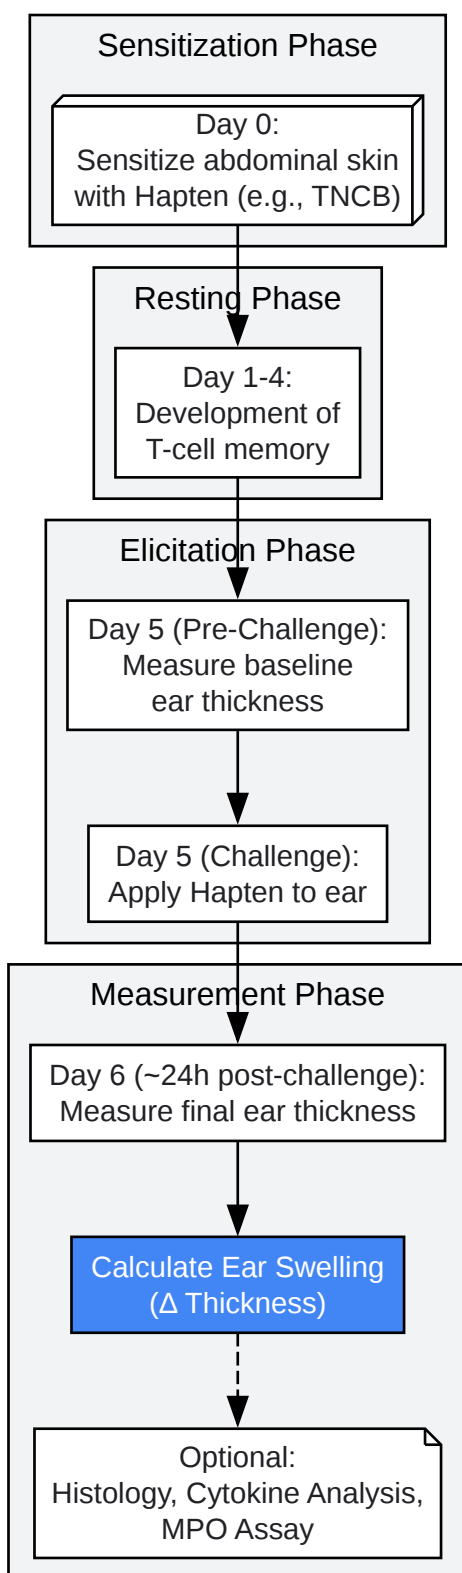 Sensitization Phase
Day 0:
Sensitize abdominal skin
with Hapten (e.g., TNCB)
Resting Phase
Day 1-4:
Development of
T-cell memory
Elicitation Phase
Day 5 (Pre-Challenge):
Measure baseline
ear thickness
Day 5 (Challenge):
Apply Hapten to ear
Measurement Phase
Day 6 (~24h post-challenge):
Measure final ear thickness
Calculate Ear Swelling
(Δ Thickness)
Optional:
Histology, Cytokine Analysis,
MPO Assay